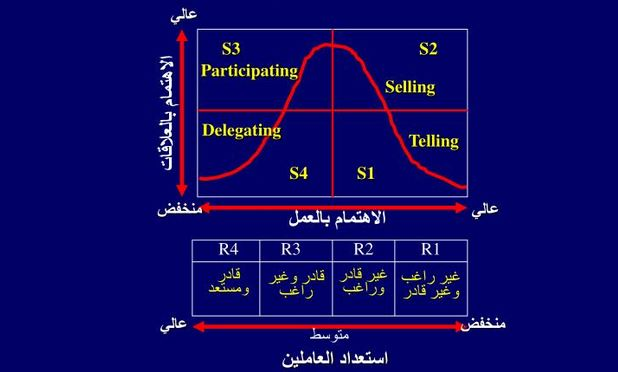 عالي
S3
S2
Participating
Selling
الاهتمام بالعلاقات
Delegating
Telling
S4
S1
منخفض
عالي
الاهتمام بالعمل
R4
R3
R2
R1
قادر
ومستعد
قادر وغير
راغب
غير قادر
وراغب
غير راغب
وغير قادر
عالي
متوسط
منخفض
استعداد العاملين